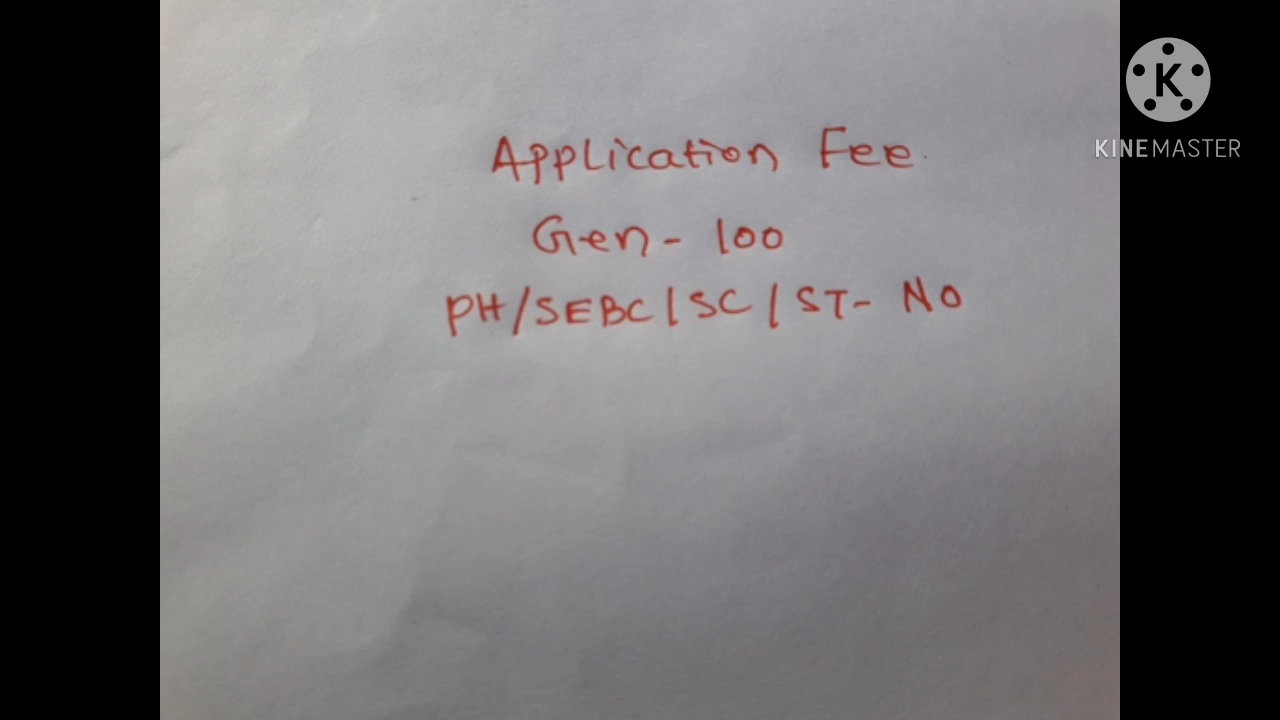 Application Fee.
Gen - 100
PH/SEBC/SC/ST- No
K
KINEMASTER